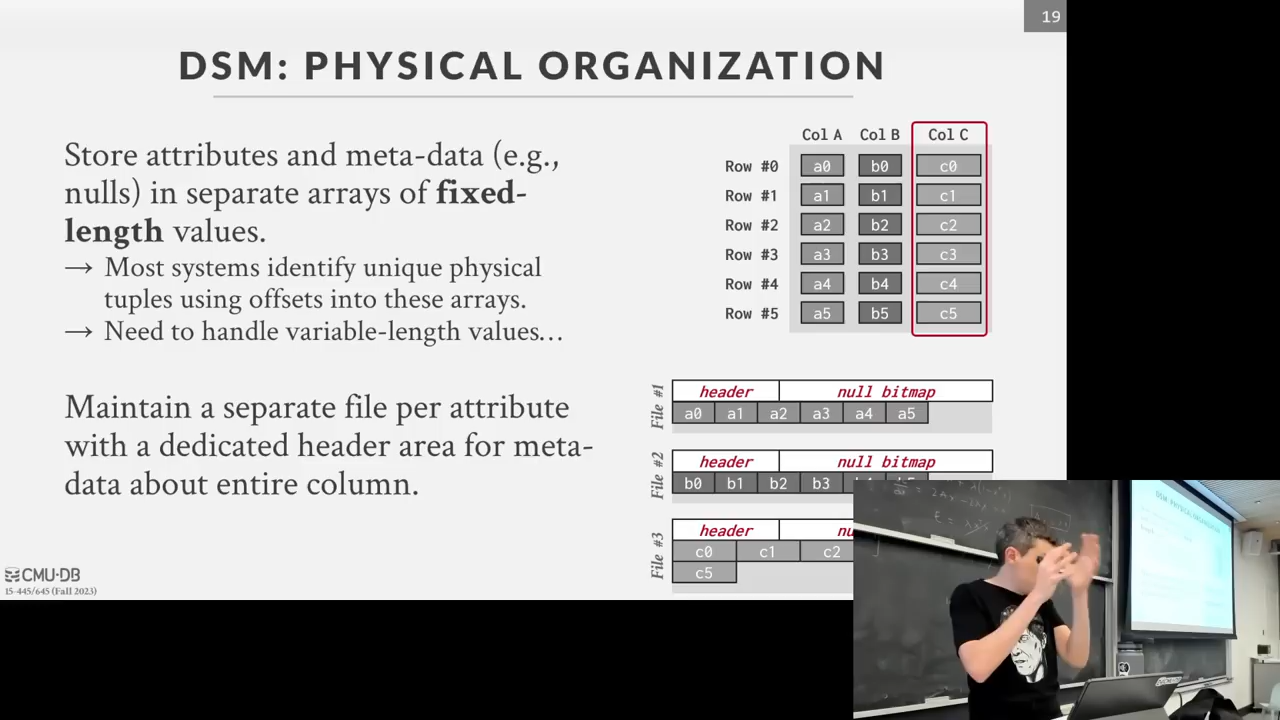 19
DSM: PHYSICAL ORGANIZATION
Store attributes and meta-data (e.g.,
nulls) in separate arrays of fixed-
length values.
→ Most systems identify unique physical
tuples using offsets into these arrays.
→ Need to handle variable-length values…
Maintain a separate file per attribute
with a dedicated header area for meta-
data about entire column.
Col A Col B Col C
Row #0 a0 b0 c0
Row #1 a1 b1 c1
Row #2 a2 b2 c2
Row #3 a3 b3 c3
Row #4 a4 b4 c4
Row #5 a5 b5 c5
File #1
header null bitmap
a0 a1 a2 a3 a4 a5
File #2
header null bitmap
b0 b1 b2 b3
File #3
header nu
c0 c1 c2
c5
CMU·DB
15-445/645 (Fall 2023)
DSM: PHYSICAL ORGANIZATION